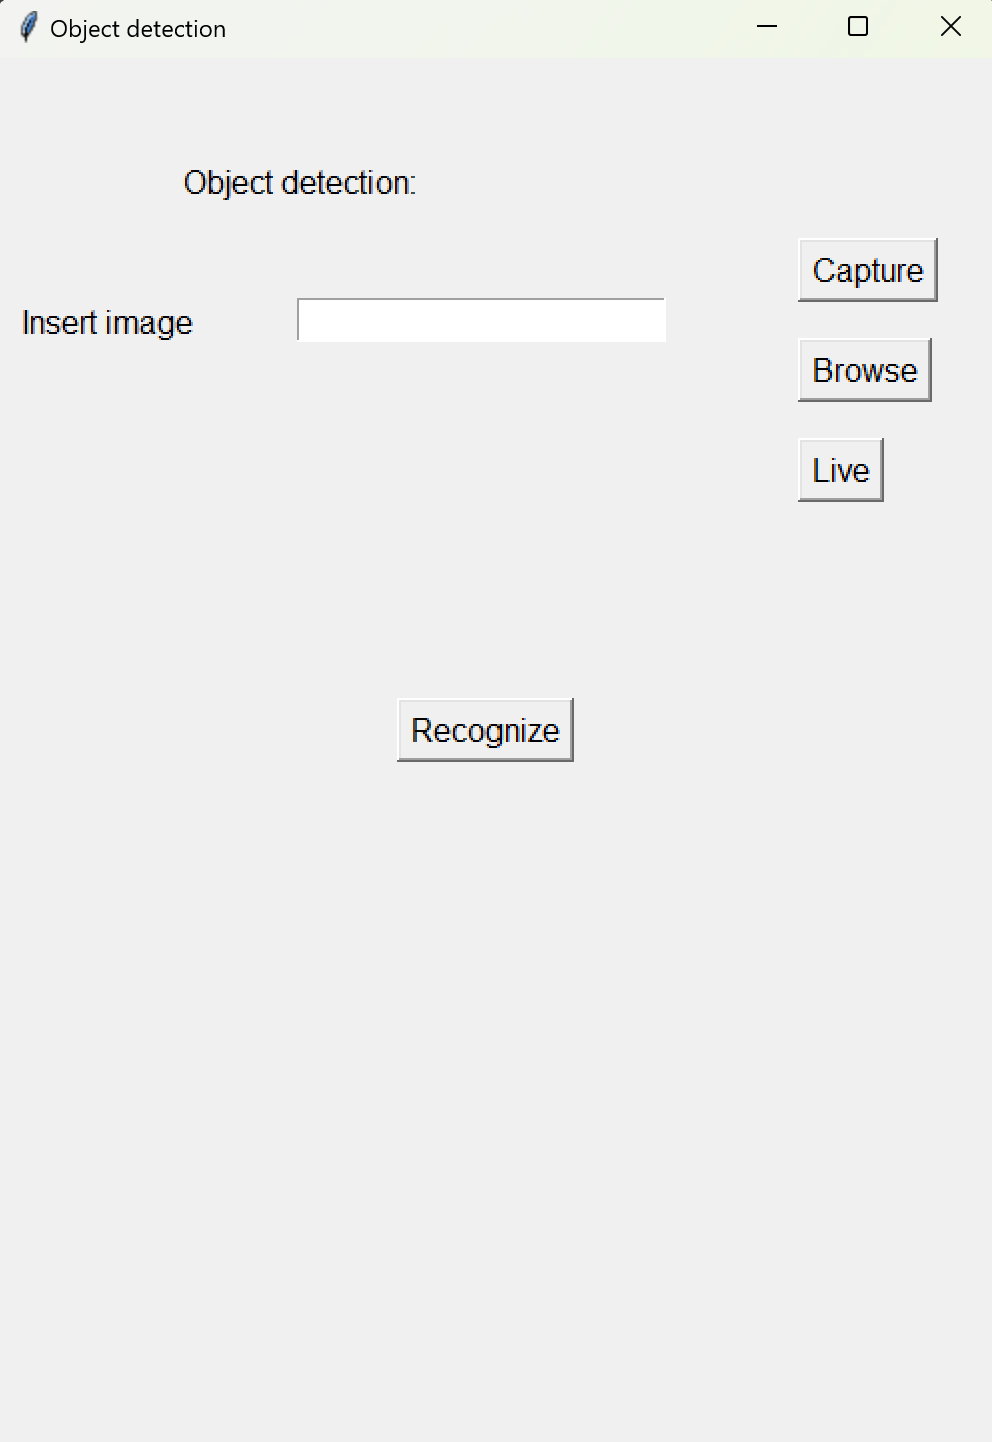 Object detection
Object detection:
Capture
Insert image
Browse
Live
Recognize